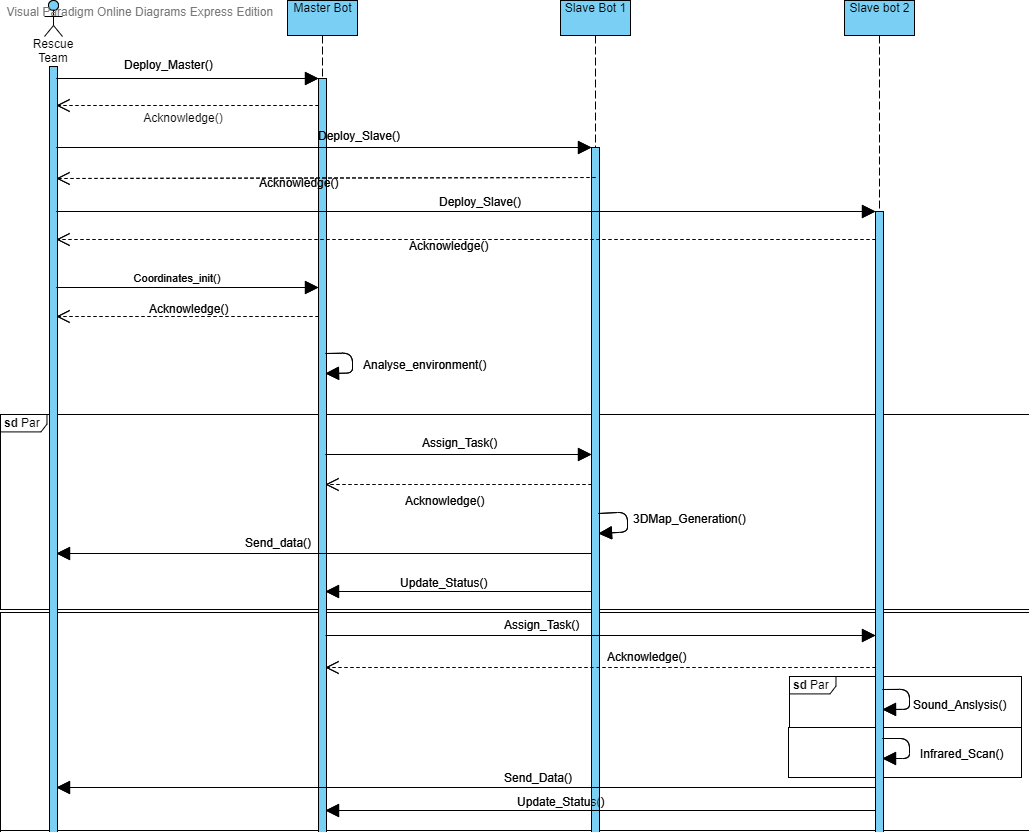 Visual Paradigm Online Diagrams Express Edition
Master Bot
Slave Bot 1
Slave bot 2
Rescue
Team
Deploy_Master()
Acknowledge()
Deploy_Slave()
Acknowledge()
Deploy_Slave()
Acknowledge()
Coordinates_init()
Acknowledge()
Analyse_environment()
sd Par
Assign_Task()
Acknowledge()
3DMap_Generation()
Send_data()
Update_Status()
Assign_Task()
Acknowledge()
sd Par
Sound_Anslysis()
Infrared_Scan()
Send_Data()
Update_Status()